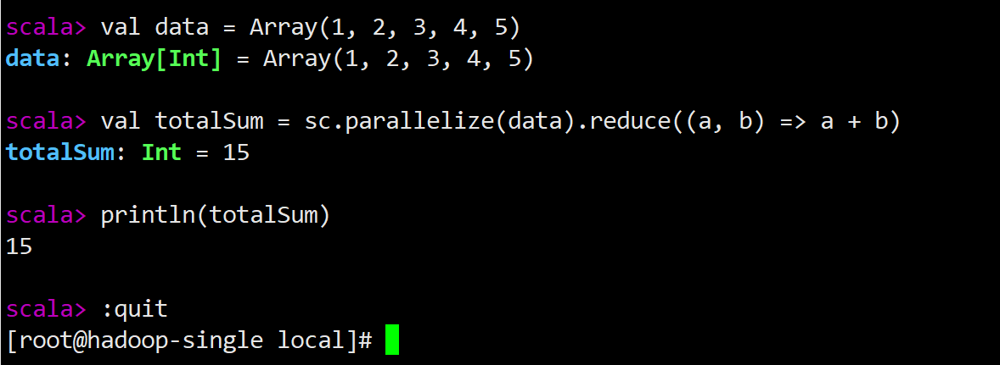 scala> val data = Array(1, 2, 3, 4, 5)
data: Array[Int] = Array(1, 2, 3, 4, 5)
scala> val totalSum = sc.parallelize(data).reduce((a, b) => a + b)
totalSum: Int = 15
scala> println(totalSum)
15
scala> :quit
[root@hadoop-single local]#